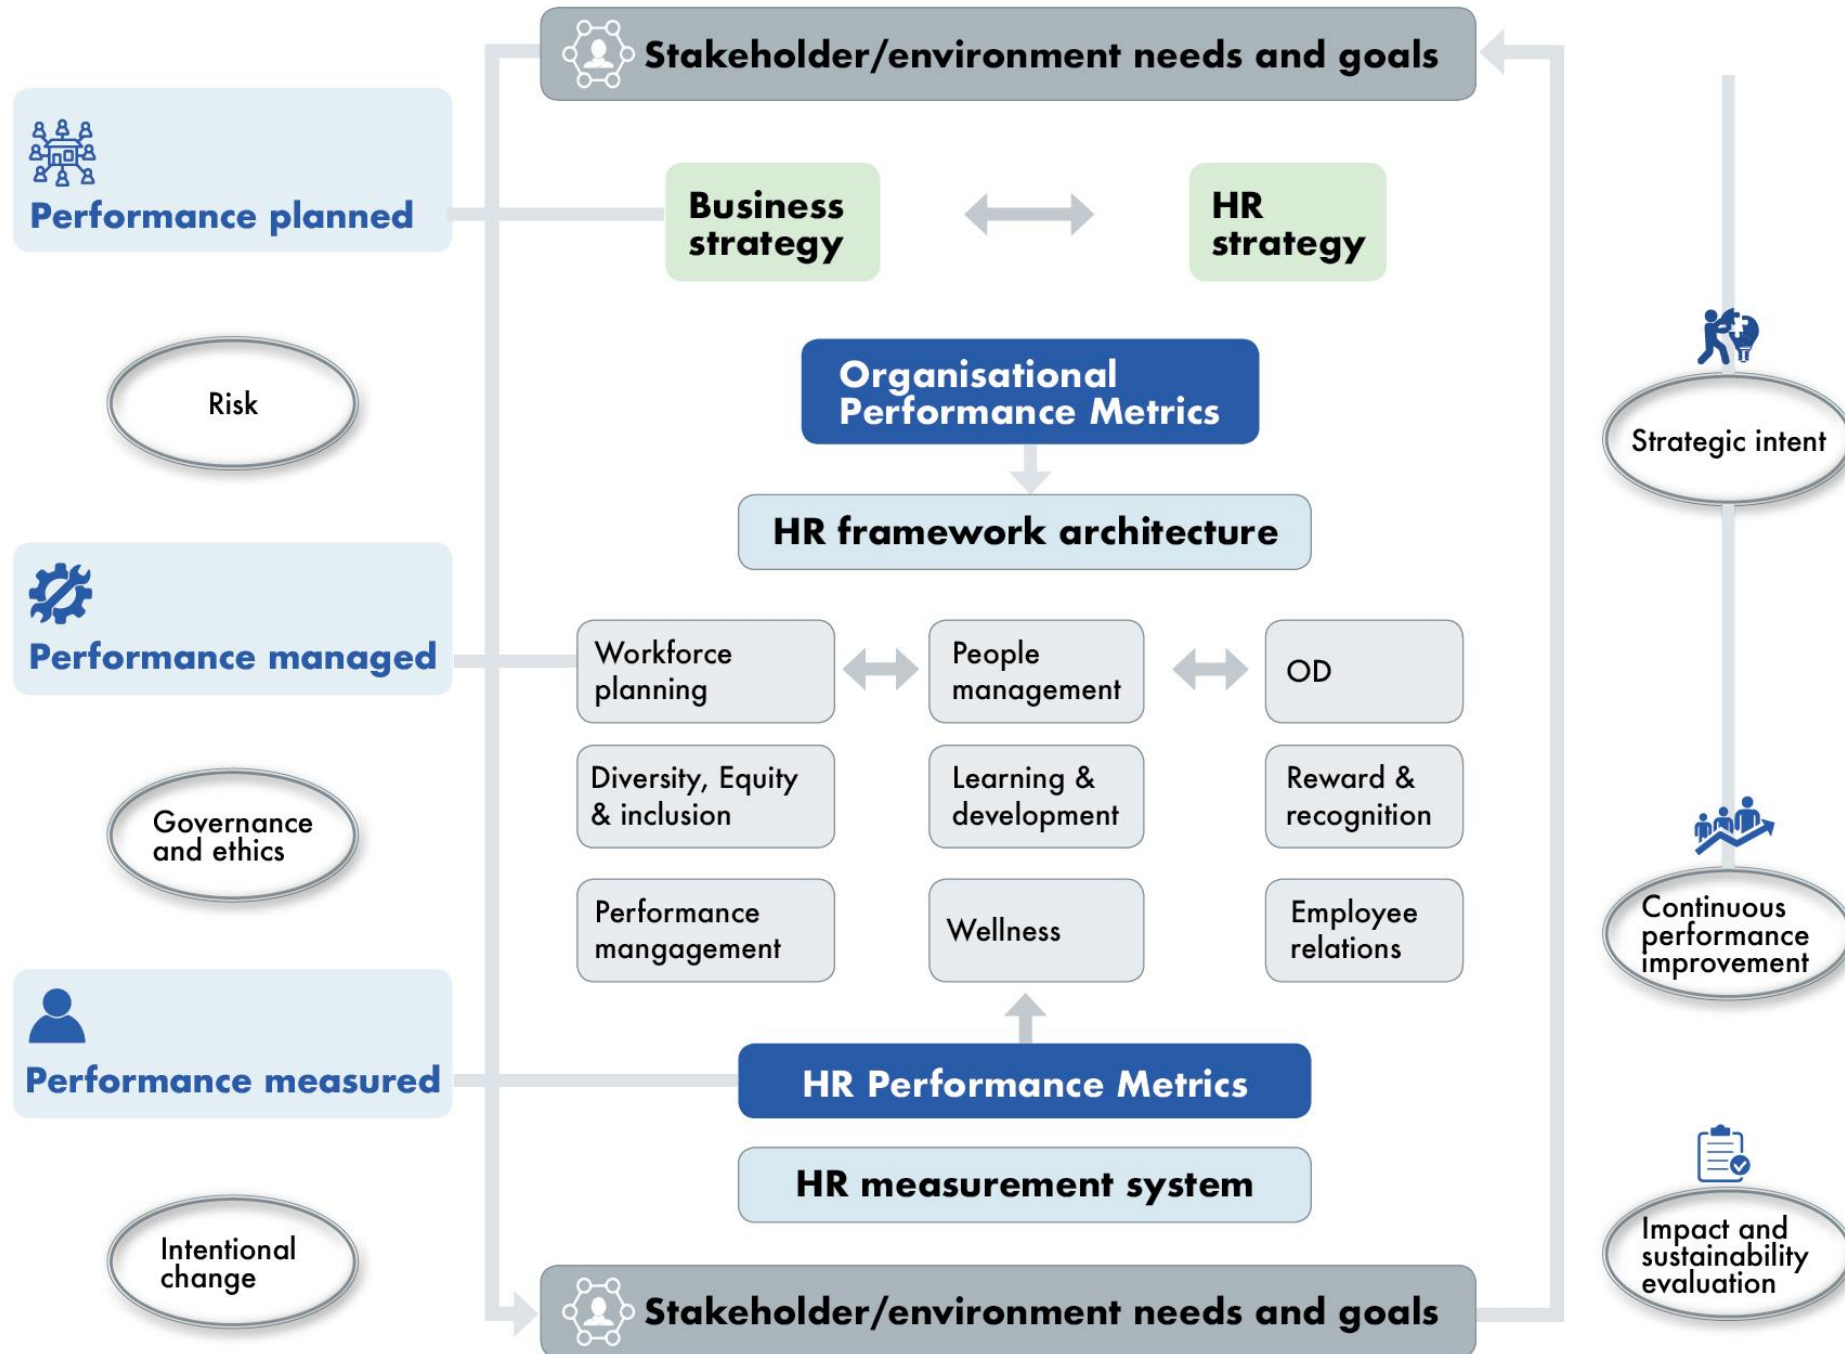 Stakeholder/environment needs and goals
Performance planned
Business
strategy
HR
strategy
Risk
Organisational
Performance Metrics
Strategic intent
HR framework architecture
Performance managed
Workforce
planning
People
management
OD
Diversity, Equity
& inclusion
Learning &
development
Reward &
recognition
Governance
and ethics
Performance
mangagement
Wellness
Employee
relations
Continuous
performance
improvement
Performance measured
HR Performance Metrics
HR measurement system
Intentional
change
Impact and
sustainability
evaluation
Stakeholder/environment needs and goals